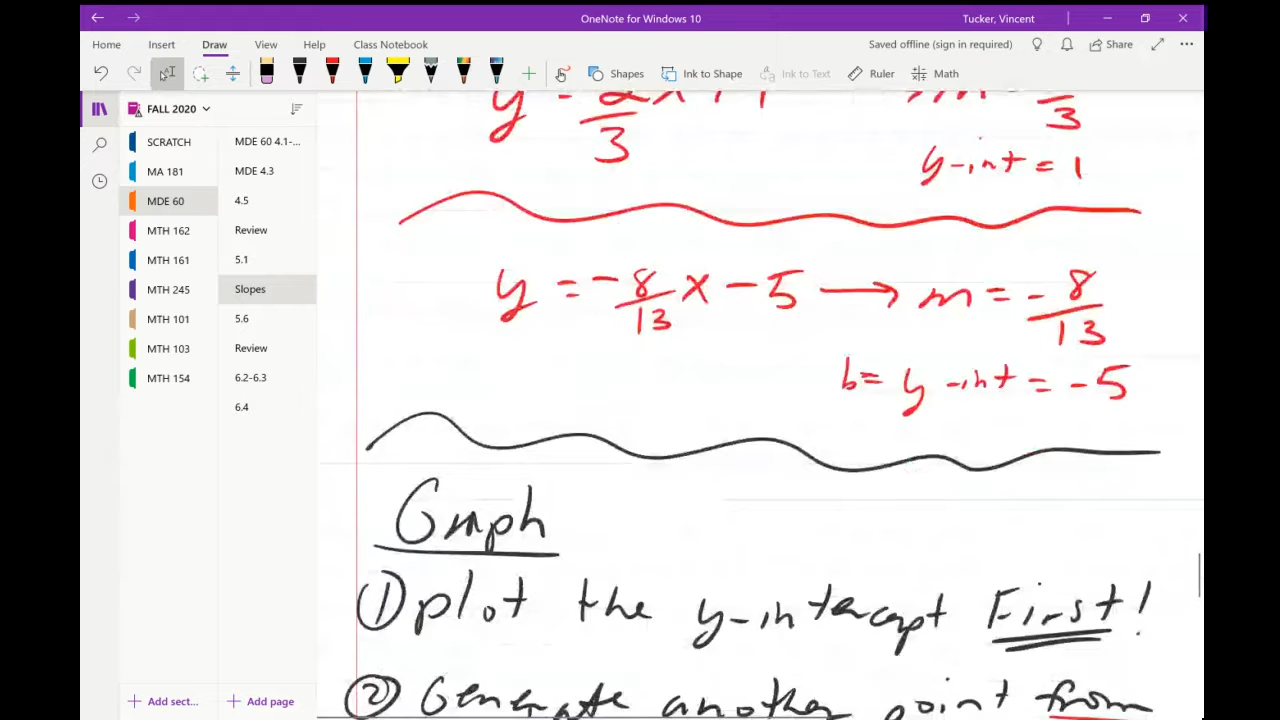 OneNote for Windows 10
Tucker, Vincent
Home Insert Draw View Help Class Notebook
Saved offline (sign in required)
Share
Shapes Ink to Shape Ink to Text Ruler Math
FALL 2020
SCRATCH
MA 181
MDE 60
MTH 162
MTH 161
MTH 245
MTH 101
MTH 103
MTH 154
Add sect...
MDE 60 4.1-...
MDE 4.3
4.5
Review
5.1
Slopes
5.6
Review
6.2-6.3
6.4
Add page
y = 2/3 x + 1
y-int = 1
y = -8/13 x - 5 → m = -8/13
b = y-int = -5
Graph
① plot the y-intercept First!
② Generate another point from